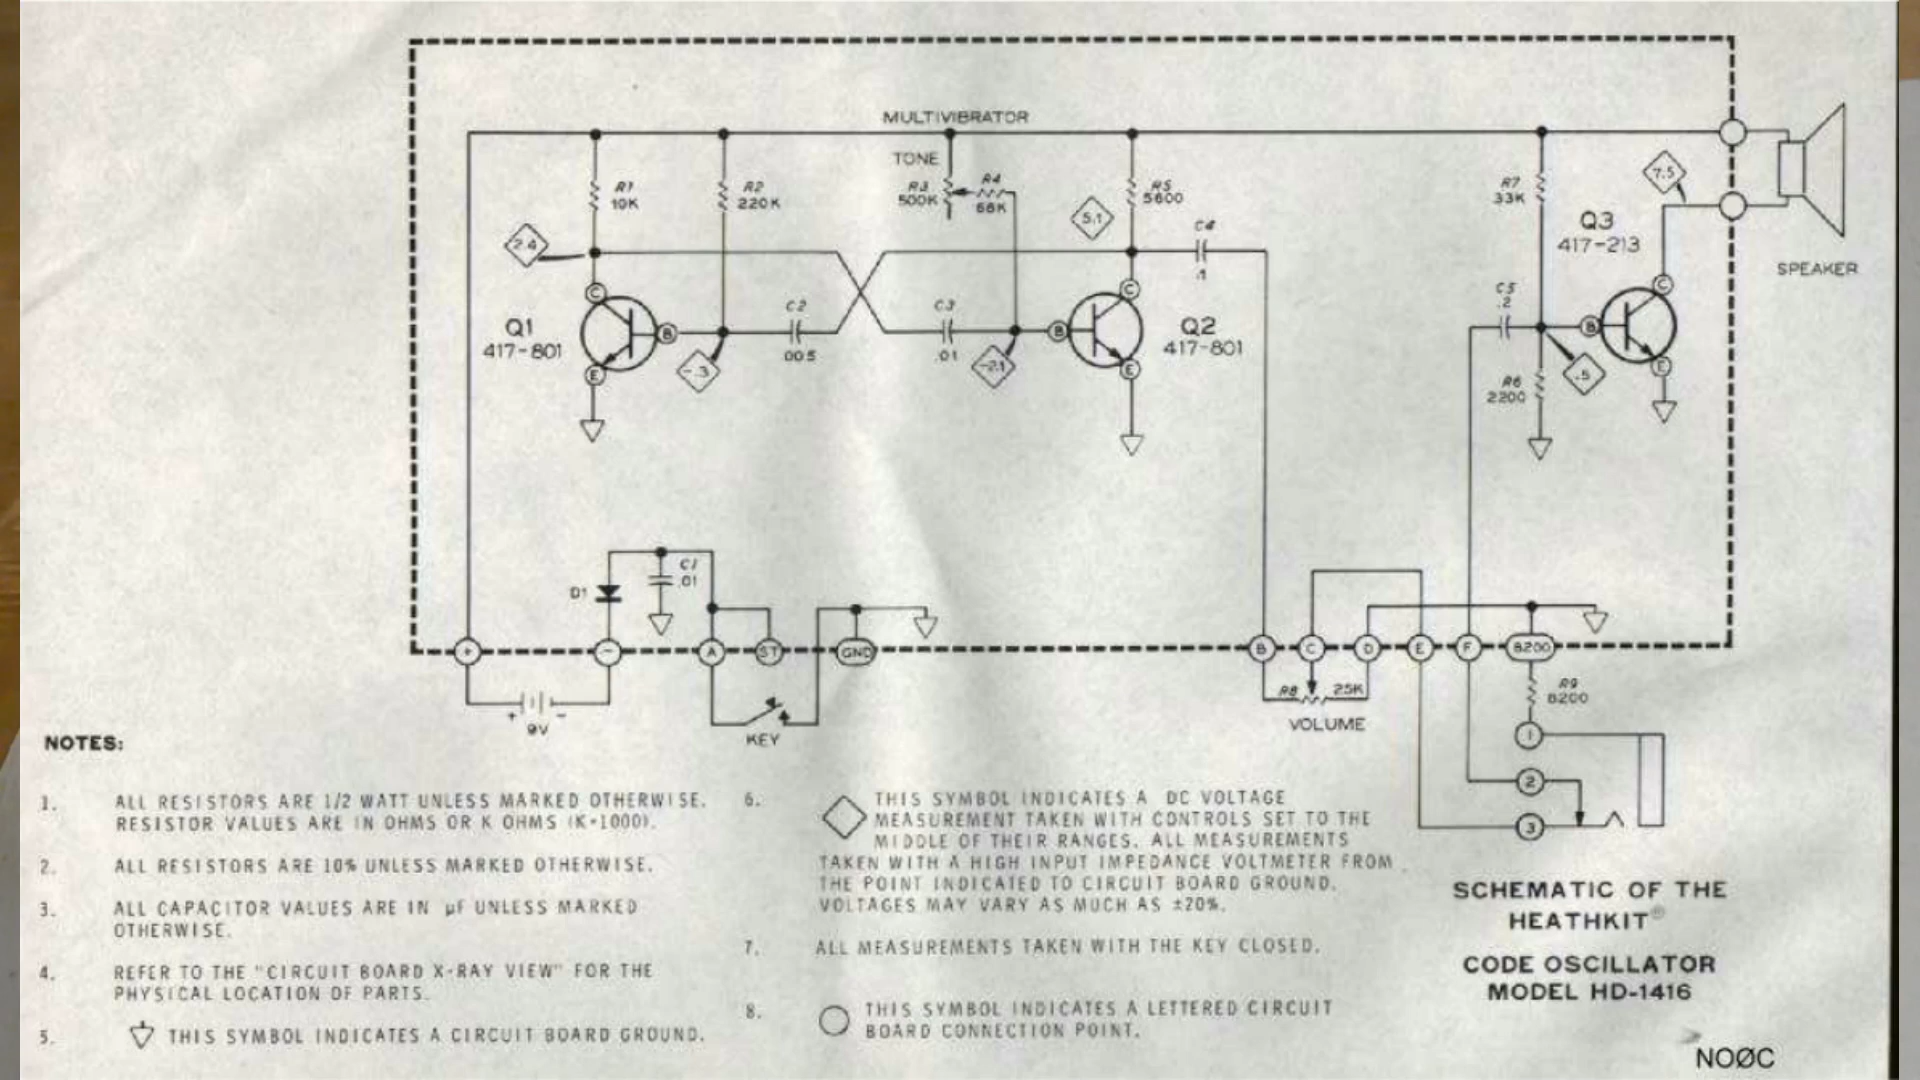 MULTIVIBRATOR
TONE
R1
10K
R2
220K
R3
500K
R4
68K
R5
5600
5.1
2.4
C4
.1
R7
33K
7.5
Q3
417-213
SPEAKER
C
C
C
C5
.2
C2
.005
C3
.01
Q1
417-801
B
B
Q2
417-801
B
E
E
E
-.3
-2.1
.5
R6
2200
C1
.01
D1
+
-
A
ST
GND
B
C
D
E
F
8200
R8
25K
VOLUME
R9
8200
+
-
9V
KEY
1
2
3
NOTES:
1. ALL RESISTORS ARE 1/2 WATT UNLESS MARKED OTHERWISE.
RESISTOR VALUES ARE IN OHMS OR K OHMS (K=1000).
2. ALL RESISTORS ARE 10% UNLESS MARKED OTHERWISE.
3. ALL CAPACITOR VALUES ARE IN μF UNLESS MARKED
OTHERWISE.
4. REFER TO THE "CIRCUIT BOARD X-RAY VIEW" FOR THE
PHYSICAL LOCATION OF PARTS.
5. THIS SYMBOL INDICATES A CIRCUIT BOARD GROUND.
6. THIS SYMBOL INDICATES A DC VOLTAGE
MEASUREMENT TAKEN WITH CONTROLS SET TO THE
MIDDLE OF THEIR RANGES. ALL MEASUREMENTS
TAKEN WITH A HIGH INPUT IMPEDANCE VOLTMETER FROM
THE POINT INDICATED TO CIRCUIT BOARD GROUND.
VOLTAGES MAY VARY AS MUCH AS ±20%.
7. ALL MEASUREMENTS TAKEN WITH THE KEY CLOSED.
8. THIS SYMBOL INDICATES A LETTERED CIRCUIT
BOARD CONNECTION POINT.
SCHEMATIC OF THE
HEATHKIT®
CODE OSCILLATOR
MODEL HD-1416
NOØC